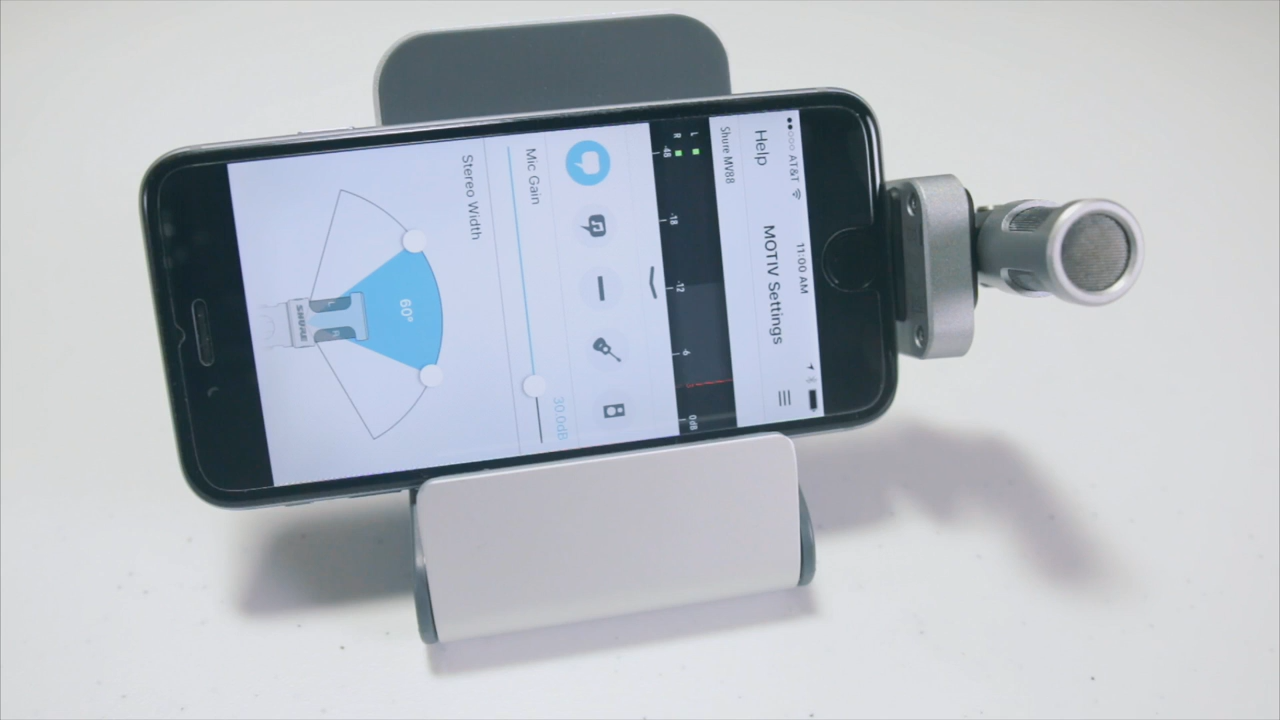 AT&T 11:00 AM
Help MOTIV Settings
Shure MV88
L
R
-48 -18 -12 -6 0dB
Mic Gain
30.0dB
Stereo Width
60°
L R
SHURE